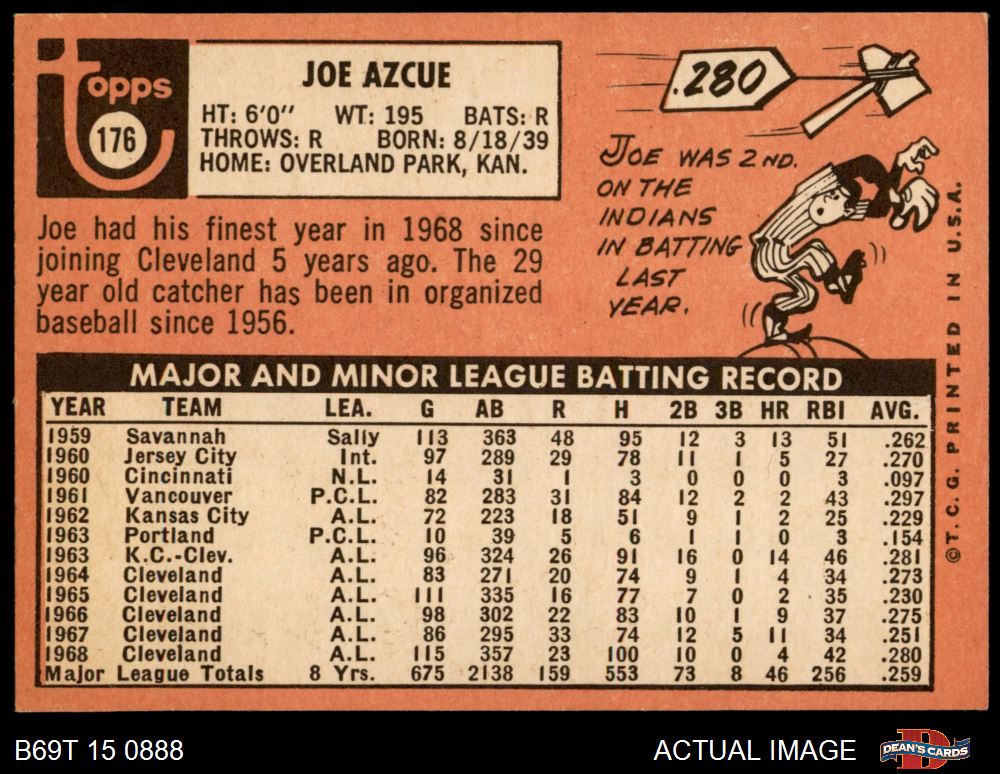 Topps
176
JOE AZCUE
HT: 6'0" WT: 195 BATS: R
THROWS: R BORN: 8/18/39
HOME: OVERLAND PARK, KAN.
Joe had his finest year in 1968 since
joining Cleveland 5 years ago. The 29
year old catcher has been in organized
baseball since 1956.
.280
JOE WAS 2ND.
ON THE
INDIANS
IN BATTING
LAST
YEAR.
MAJOR AND MINOR LEAGUE BATTING RECORD
YEAR TEAM LEA. G AB R H 2B 3B HR RBI AVG.
1959 Savannah Sally 113 363 48 95 12 3 13 51 .262
1960 Jersey City Int. 97 289 29 78 11 1 5 27 .270
1960 Cincinnati N.L. 14 31 1 3 0 0 0 3 .097
1961 Vancouver P.C.L. 82 283 31 84 12 2 2 43 .297
1962 Kansas City A.L. 72 223 18 51 9 1 2 25 .229
1963 Portland P.C.L. 10 39 5 6 1 1 0 3 .154
1963 K.C.-Clev. A.L. 96 324 26 91 16 0 14 46 .281
1964 Cleveland A.L. 83 271 20 74 9 1 4 34 .273
1965 Cleveland A.L. 111 335 16 77 7 0 2 35 .230
1966 Cleveland A.L. 98 302 22 83 10 1 9 37 .275
1967 Cleveland A.L. 86 295 33 74 12 5 11 34 .251
1968 Cleveland A.L. 115 357 23 100 10 0 4 42 .280
Major League Totals 8 Yrs. 675 2138 159 553 73 8 46 256 .259
©T.C.G. PRINTED IN U.S.A.
B69T 15 0888
ACTUAL IMAGE
DEAN'S CARDS